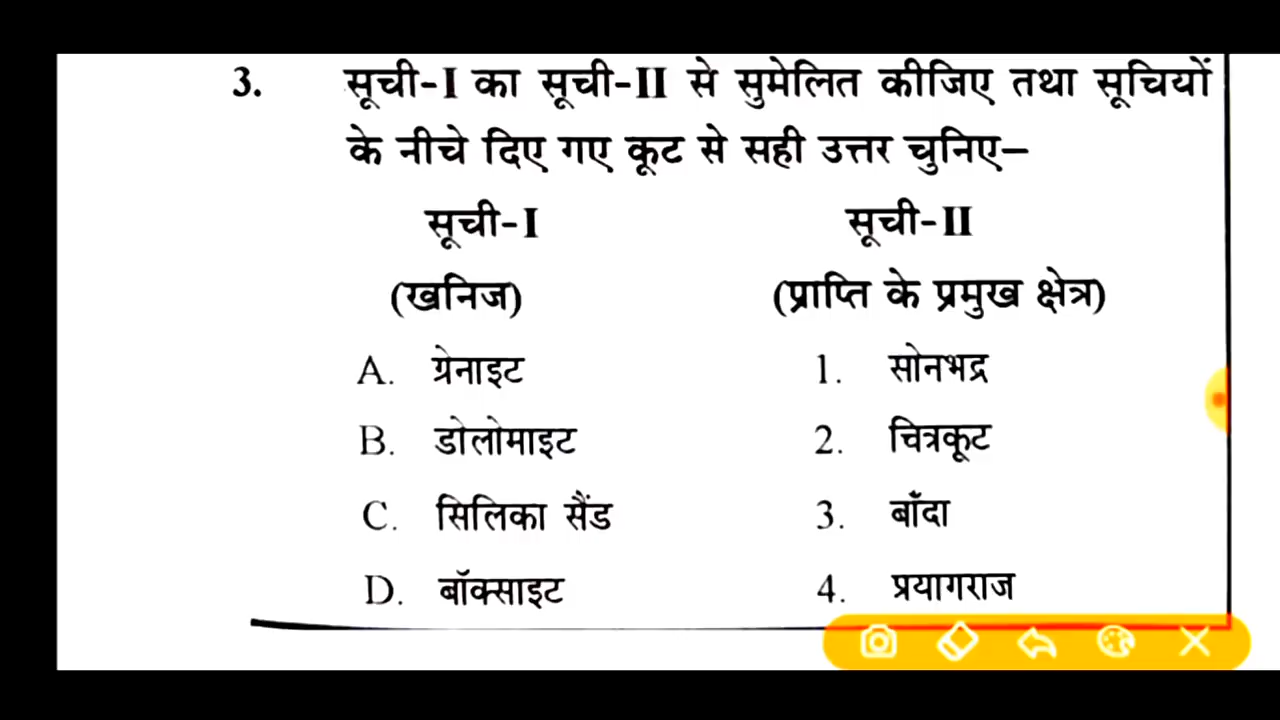 3. सूची-I का सूची-II से सुमेलित कीजिए तथा सूचियों
के नीचे दिए गए कूट से सही उत्तर चुनिए–
सूची-I सूची-II
(खनिज) (प्राप्ति के प्रमुख क्षेत्र)
A. ग्रेनाइट 1. सोनभद्र
B. डोलोमाइट 2. चित्रकूट
C. सिलिका सैंड 3. बाँदा
D. बॉक्साइट 4. प्रयागराज